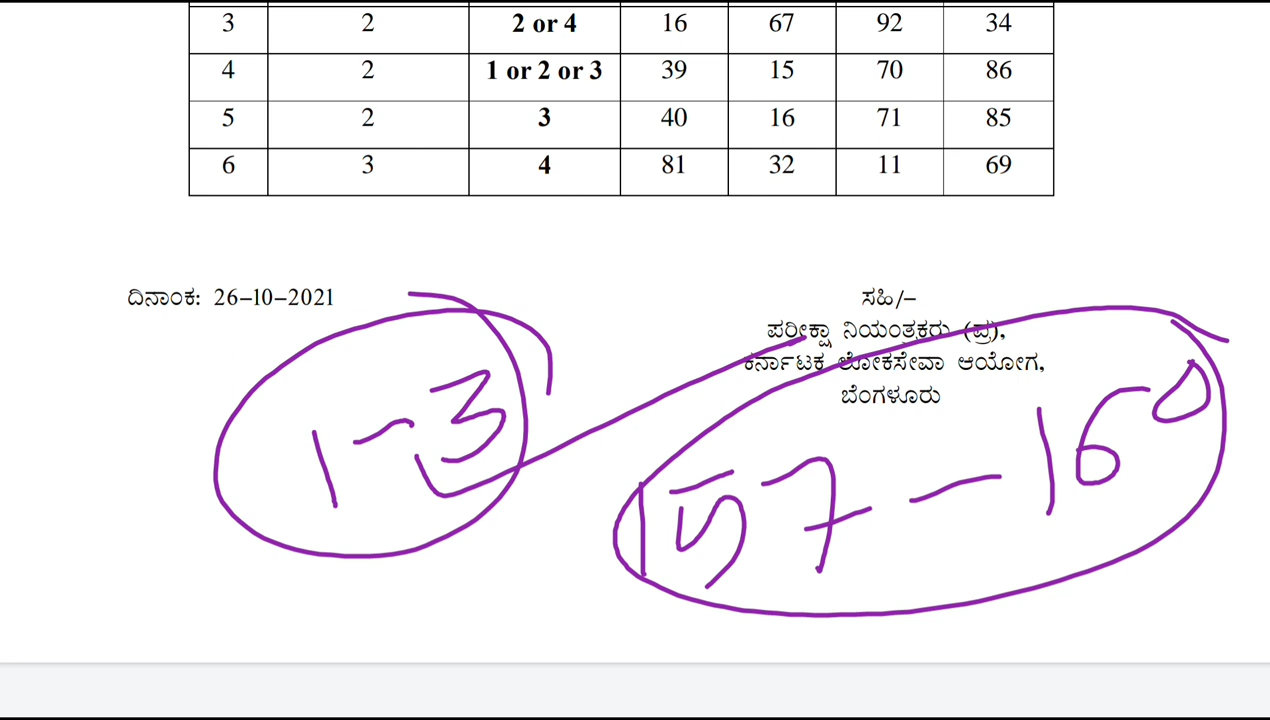 3 2 2 or 4 16 67 92 34
4 2 1 or 2 or 3 39 15 70 86
5 2 3 40 16 71 85
6 3 4 81 32 11 69
ದಿನಾಂಕ: 26-10-2021
ಸಹಿ/-
ಪರೀಕ್ಷಾ ನಿಯಂತ್ರಕರು (ಪ್ರ),
ಕರ್ನಾಟಕ ಲೋಕಸೇವಾ ಆಯೋಗ,
ಬೆಂಗಳೂರು
1-3
157-160